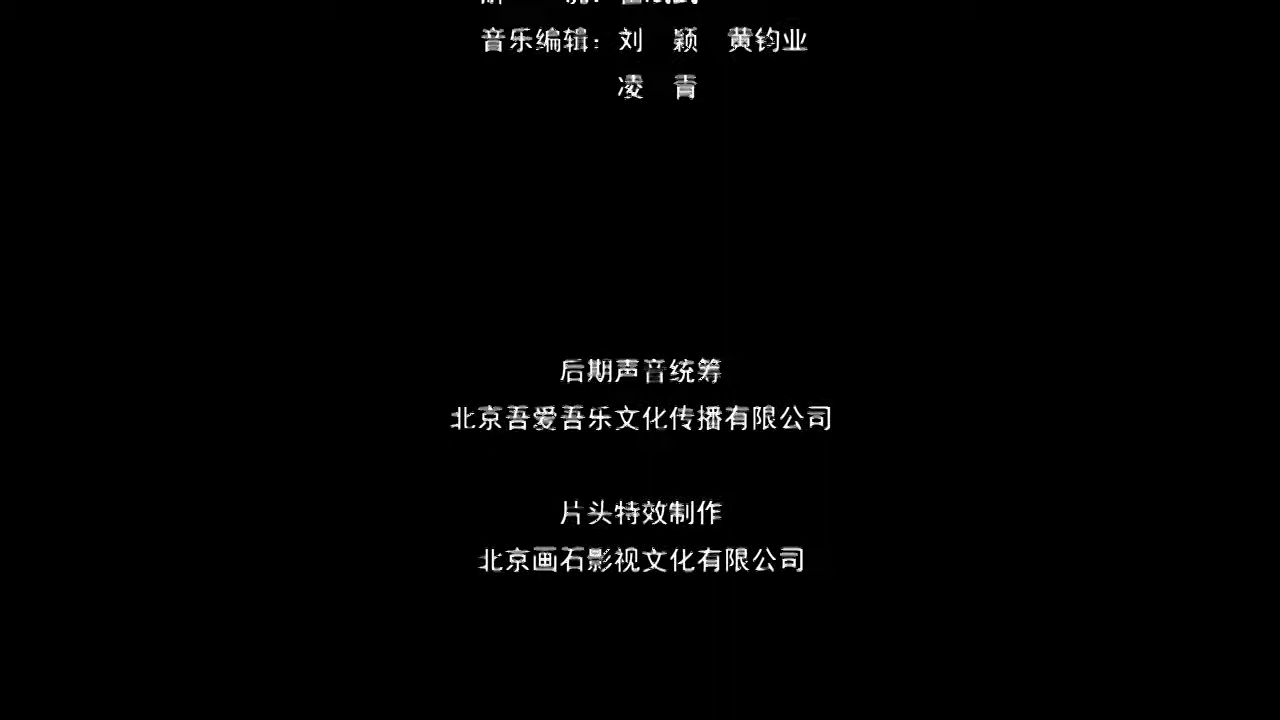 音乐编辑：刘　颖　黄钧业
凌　青
后期声音统筹
北京吾爱吾乐文化传播有限公司
片头特效制作
北京画石影视文化有限公司